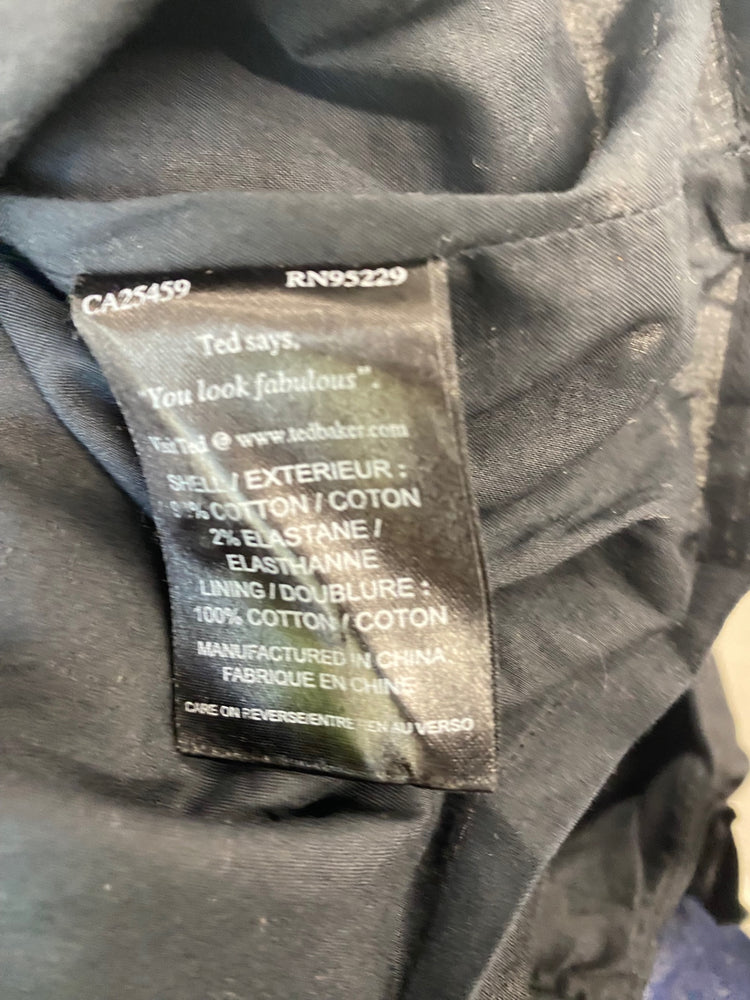 CA25459 RN95229
Ted says,
"You look fabulous".
Visit Ted @ www.tedbaker.com
SHELL / EXTERIEUR :
COTTON / COTON
2% ELASTANE /
ELASTHANNE
LINING / DOUBLURE :
100% COTTON / COTON
MANUFACTURED IN CHINA
FABRIQUE EN CHINE
CARE ON REVERSE/ENTRETIEN AU VERSO